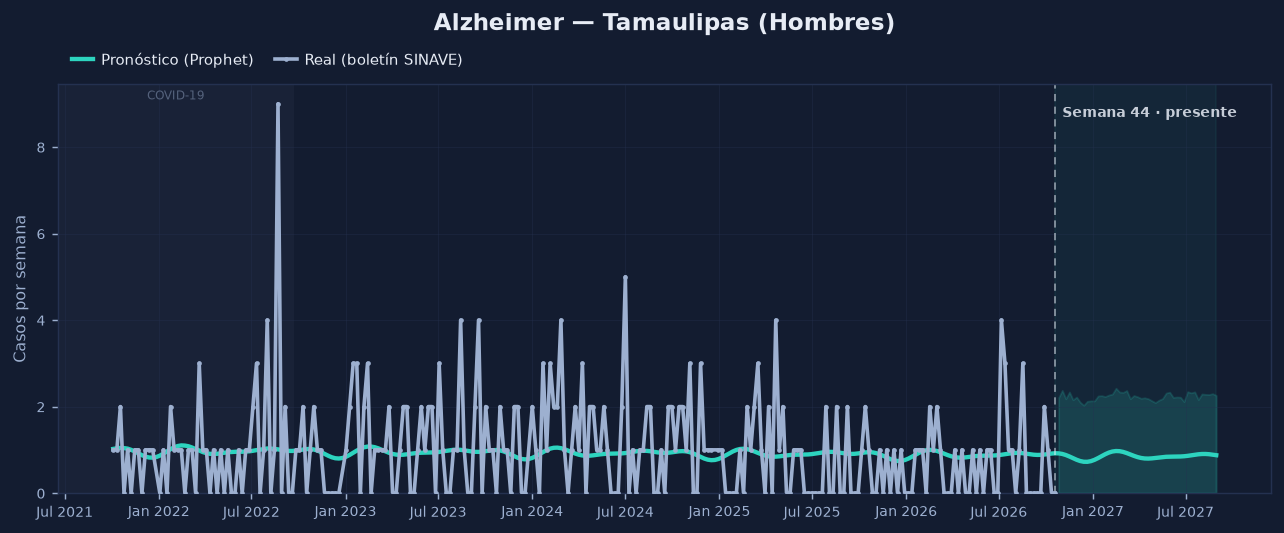 Alzheimer — Tamaulipas (Hombres)
Pronóstico (Prophet) Real (boletín SINAVE)
COVID-19
Semana 44 · presente
Casos por semana
8
6
4
2
0
Jul 2021 Jan 2022 Jul 2022 Jan 2023 Jul 2023 Jan 2024 Jul 2024 Jan 2025 Jul 2025 Jan 2026 Jul 2026 Jan 2027 Jul 2027